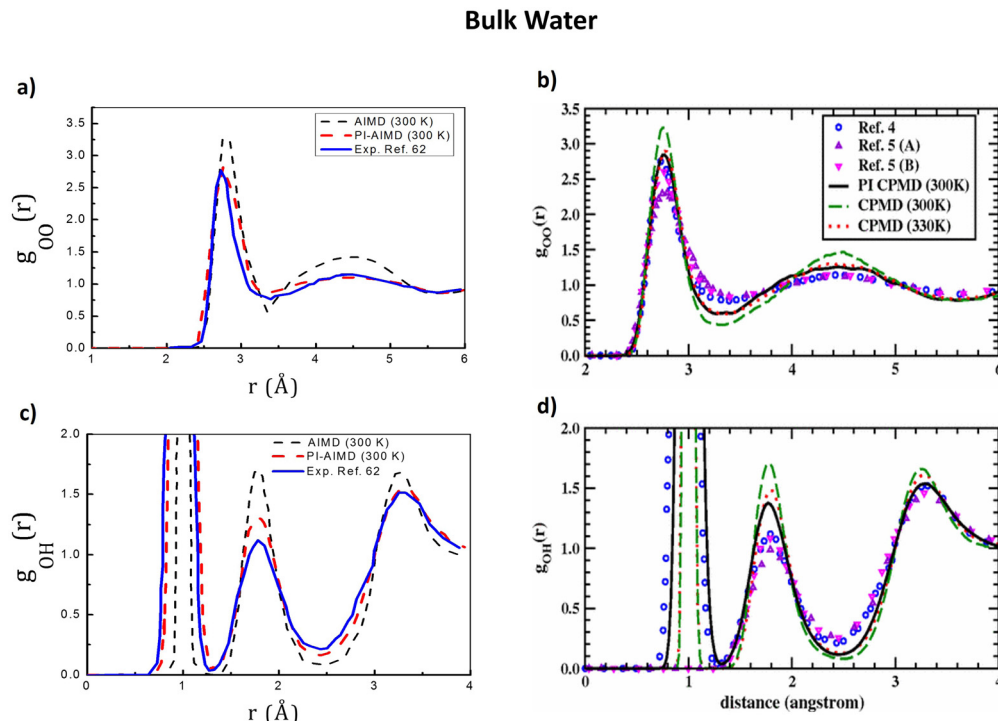 Bulk Water
a)
g OO (r)
3.5
3.0
2.5
2.0
1.5
1.0
0.5
0.0
AIMD (300 K)
PI-AIMD (300 K)
Exp. Ref. 62
1 2 3 4 5 6
r (Å)
b)
gOO(r)
3.5
3.0
2.5
2.0
1.5
1.0
0.5
0.0
Ref. 4
Ref. 5 (A)
Ref. 5 (B)
PI CPMD (300K)
CPMD (300K)
CPMD (330K)
2 3 4 5 6
c)
g OH (r)
2.0
1.5
1.0
0.5
0.0
AIMD (300 K)
PI-AIMD (300 K)
Exp. Ref. 62
0 1 2 3 4
r (Å)
d)
gOH(r)
2.0
1.5
1.0
0.5
0.0
0 1 2 3 4
distance (angstrom)